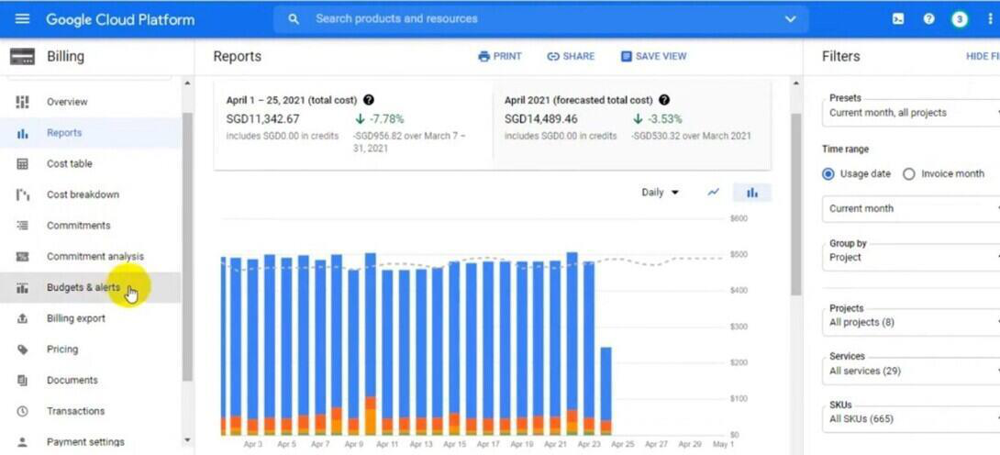 Google Cloud Platform
Search products and resources
3
Billing
Reports
PRINT
SHARE
SAVE VIEW
Filters
HIDE FI
Overview
Reports
Cost table
Cost breakdown
Commitments
Commitment analysis
Budgets & alerts
Billing export
Pricing
Documents
Transactions
Payment settings
April 1 – 25, 2021 (total cost)
SGD11,342.67
-7.78%
includes SGD0.00 in credits
-SGD956.82 over March 7 –
31, 2021
April 2021 (forecasted total cost)
SGD14,489.46
-3.53%
includes SGD0.00 in credits
-SGD530.32 over March 2021
Daily
$600
$500
$400
$300
$200
$100
$0
Apr 3
Apr 5
Apr 7
Apr 9
Apr 11
Apr 13
Apr 15
Apr 17
Apr 19
Apr 21
Apr 23
Apr 25
Apr 27
Apr 29
May 1
Presets
Current month, all projects
Time range
Usage date
Invoice month
Current month
Group by
Project
Projects
All projects (8)
Services
All services (29)
SKUs
All SKUs (665)